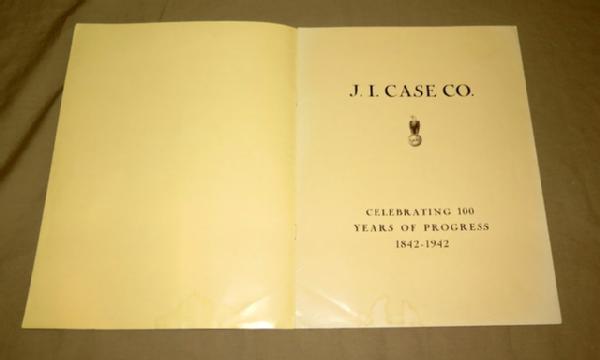 J. I. CASE CO.
CELEBRATING 100
YEARS OF PROGRESS
1842-1942